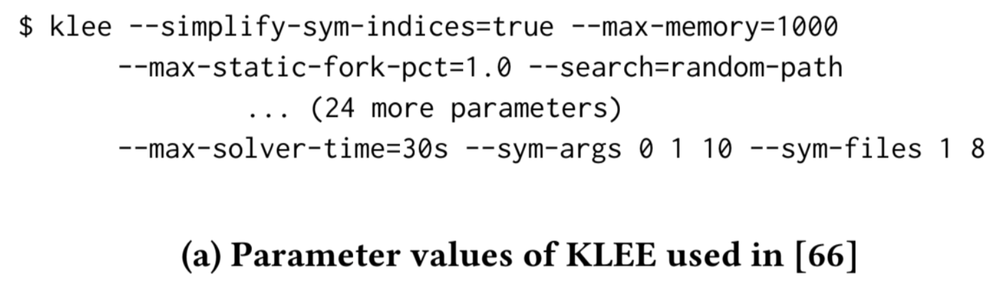 $ klee --simplify-sym-indices=true --max-memory=1000
--max-static-fork-pct=1.0 --search=random-path
... (24 more parameters)
--max-solver-time=30s --sym-args 0 1 10 --sym-files 1 8
(a) Parameter values of KLEE used in [66]